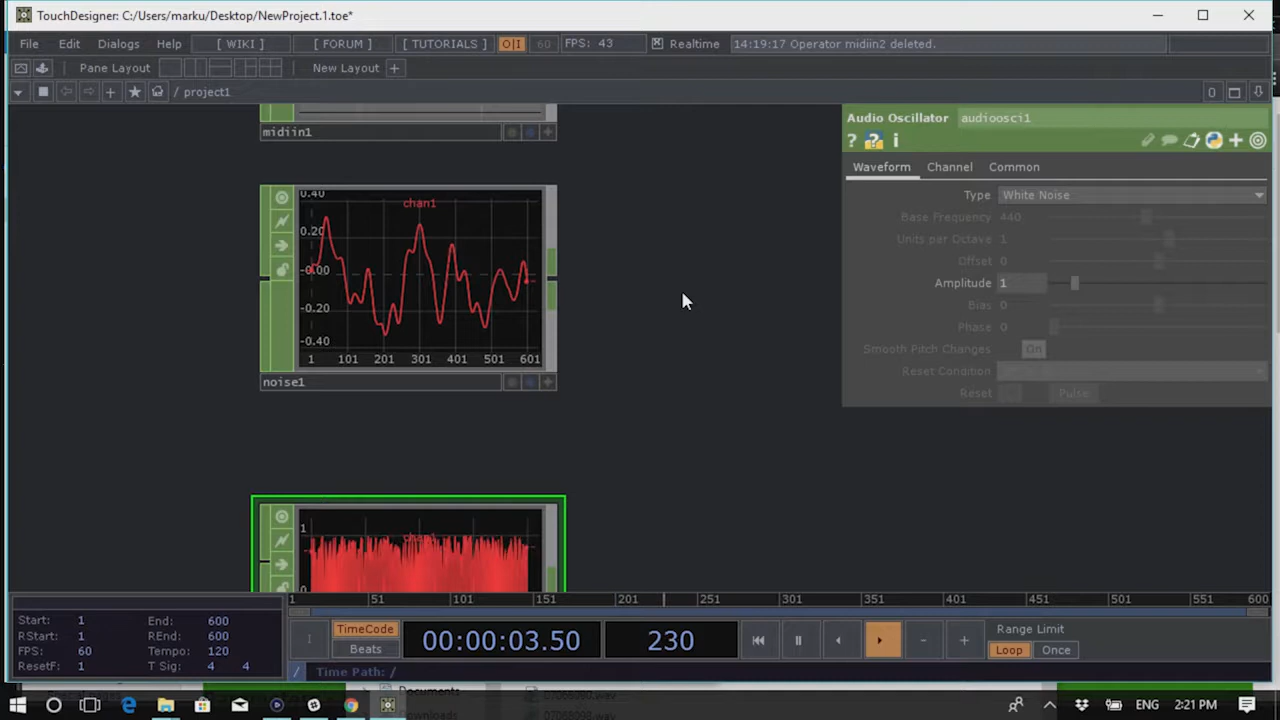 TouchDesigner: C:/Users/marku/Desktop/NewProject.1.toe*
File Edit Dialogs Help [ WIKI ] [ FORUM ] [ TUTORIALS ] O|I 60 FPS: 43 Realtime 14:19:17 Operator midiin2 deleted.
Pane Layout New Layout +
/ project1 0
midiin1
Audio Oscillator audioosci1
? ? i
Waveform Channel Common
Type White Noise
Base Frequency 440
Units per Octave 1
Offset 0
Amplitude 1
Bias 0
Phase 0
Smooth Pitch Changes On
Reset Condition
Reset Pulse
0.40 chan1
0.20
-0.00
-0.20
-0.40
1 101 201 301 401 501 601
noise1
1 chan1
0
1 51 101 151 201 251 301 351 401 451 501 551 600
Start: 1 End: 600
RStart: 1 REnd: 600
FPS: 60 Tempo: 120
ResetF: 1 T Sig: 4 4
TimeCode
Beats
00:00:03.50 230
Range Limit
Loop Once
/ Time Path: /
Documents
Downloads
ENG 2:21 PM